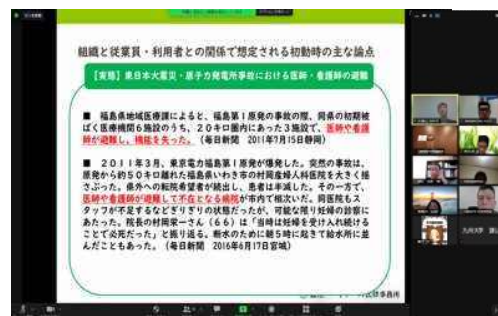 組織と従業員・利用者との関係で想定される初動時の主な論点
【実態】東日本大震災・原子力発電所事故における医師・看護師の避難
■ 福島県地域医療課によると、福島第1原発の事故の際、同県の初期被
ばく医療機関6施設のうち、20キロ圏内にあった3施設で、医師や看護
師が避難し、機能を失った。(毎日新聞 2011年7月15日静岡)
■ 2011年3月、東京電力福島第1原発が爆発した。突然の事故は、
原発から約50キロ離れた福島県いわき市の村岡産婦人科医院を大きく揺
さぶった。県外への転院希望者が続出し、患者は半減した。その一方で、
医師や看護師が避難して不在となる病院が市内で相次いだ。同医院もス
タッフが不足するなどぎりぎりの状態だったが、可能な限り妊婦の診察に
あたった。院長の村岡栄一さん(66)は「当時は妊婦を受け入れ続ける
ことで必死だった」と振り返る。断水のために朝5時に起きて給水所に並
んだこともあった。(毎日新聞 2016年6月17日宮城)
九州大学